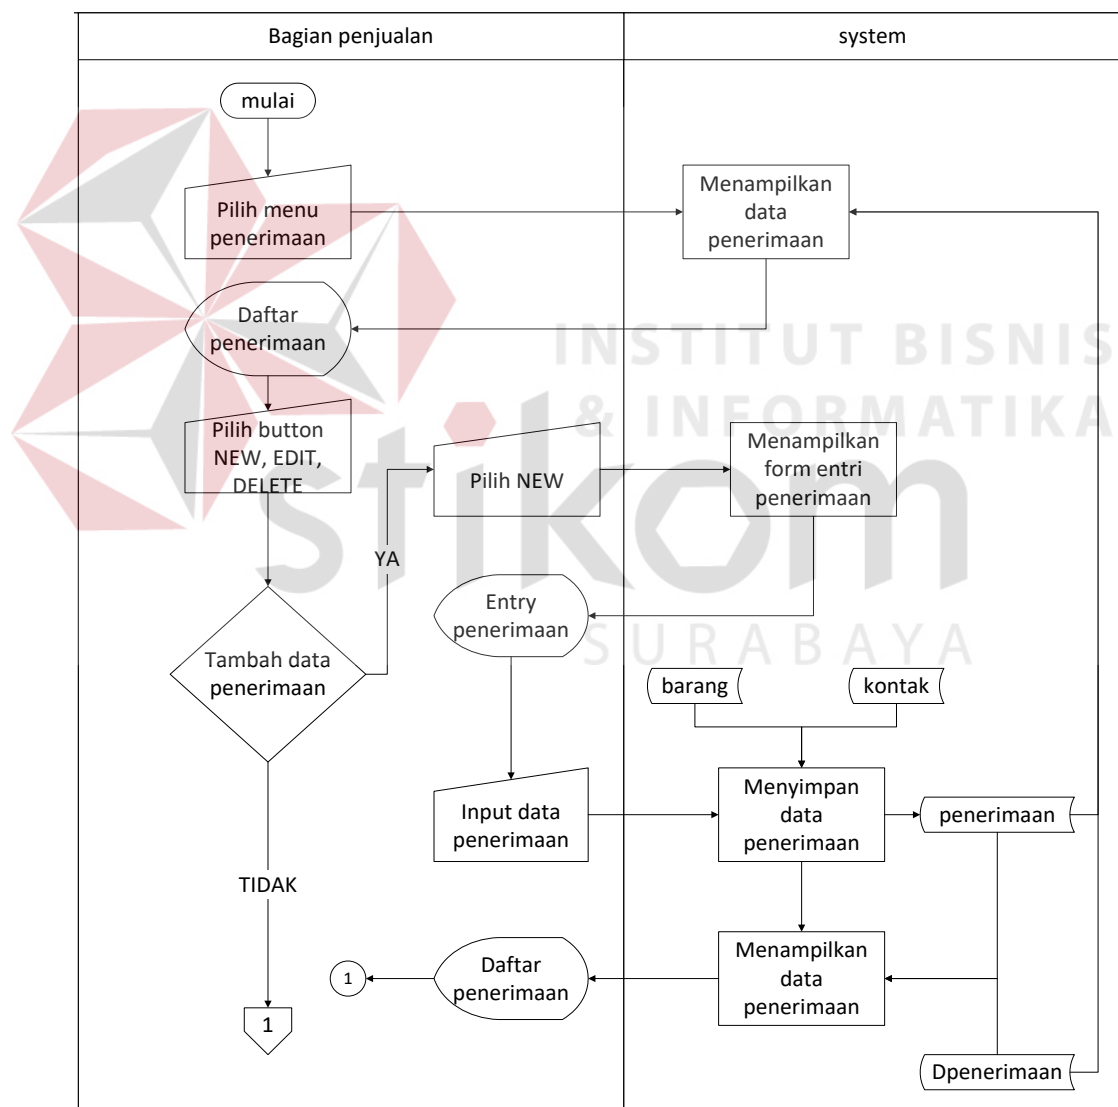 Bagian penjualan
system
mulai
Pilih menu
penerimaan
Menampilkan
data
penerimaan
Daftar
penerimaan
INSTITUT BISNIS
& INFORMATIKA
stikom
SURABAYA
Pilih button
NEW, EDIT,
DELETE
Pilih NEW
Menampilkan
form entri
penerimaan
YA
Entry
penerimaan
Tambah data
penerimaan
barang
kontak
Input data
penerimaan
Menyimpan
data
penerimaan
penerimaan
TIDAK
Menampilkan
data
penerimaan
Daftar
penerimaan
1
1
Dpenerimaan